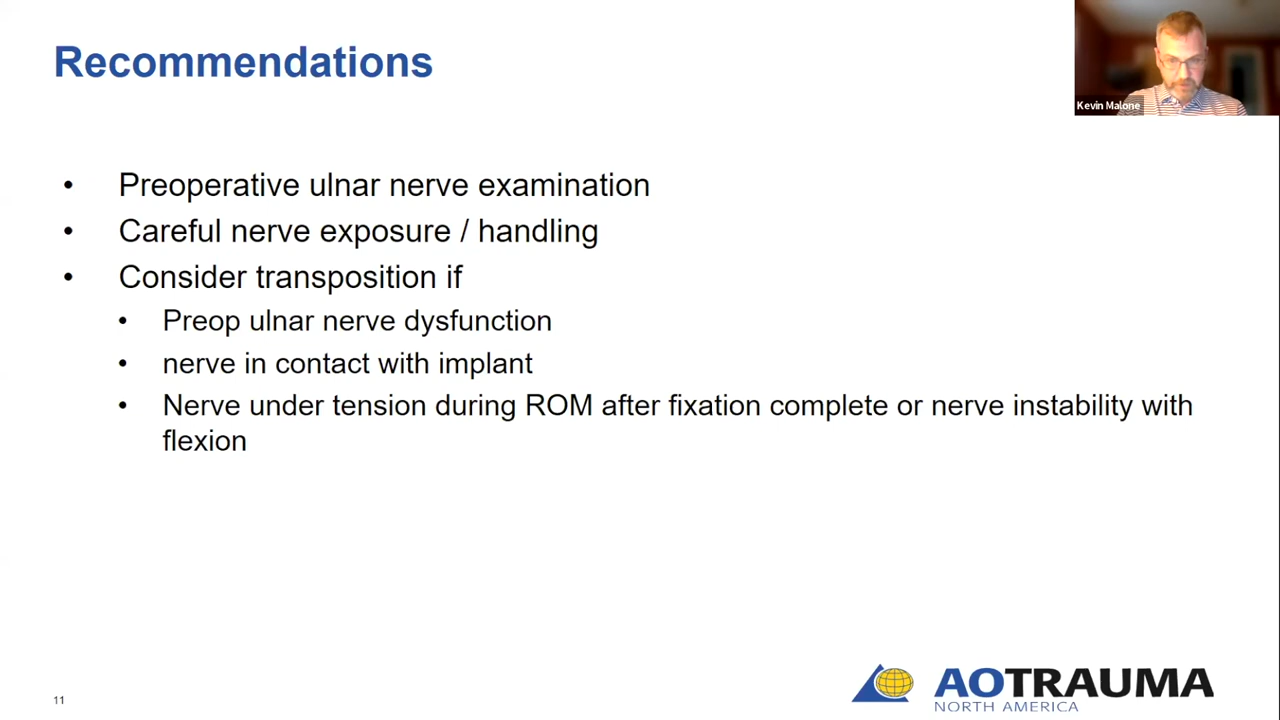 Recommendations
Kevin Malone
• Preoperative ulnar nerve examination
• Careful nerve exposure / handling
• Consider transposition if
• Preop ulnar nerve dysfunction
• nerve in contact with implant
• Nerve under tension during ROM after fixation complete or nerve instability with
flexion
11
AOTRAUMA
NORTH AMERICA